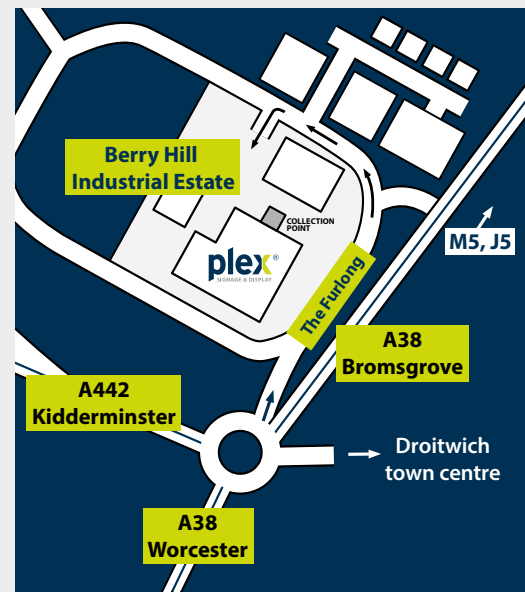 Berry Hill
Industrial Estate
COLLECTION
POINT
plex®
SIGNAGE & DISPLAY
M5, J5
The Furlong
A38
Bromsgrove
A442
Kidderminster
Droitwich
town centre
A38
Worcester